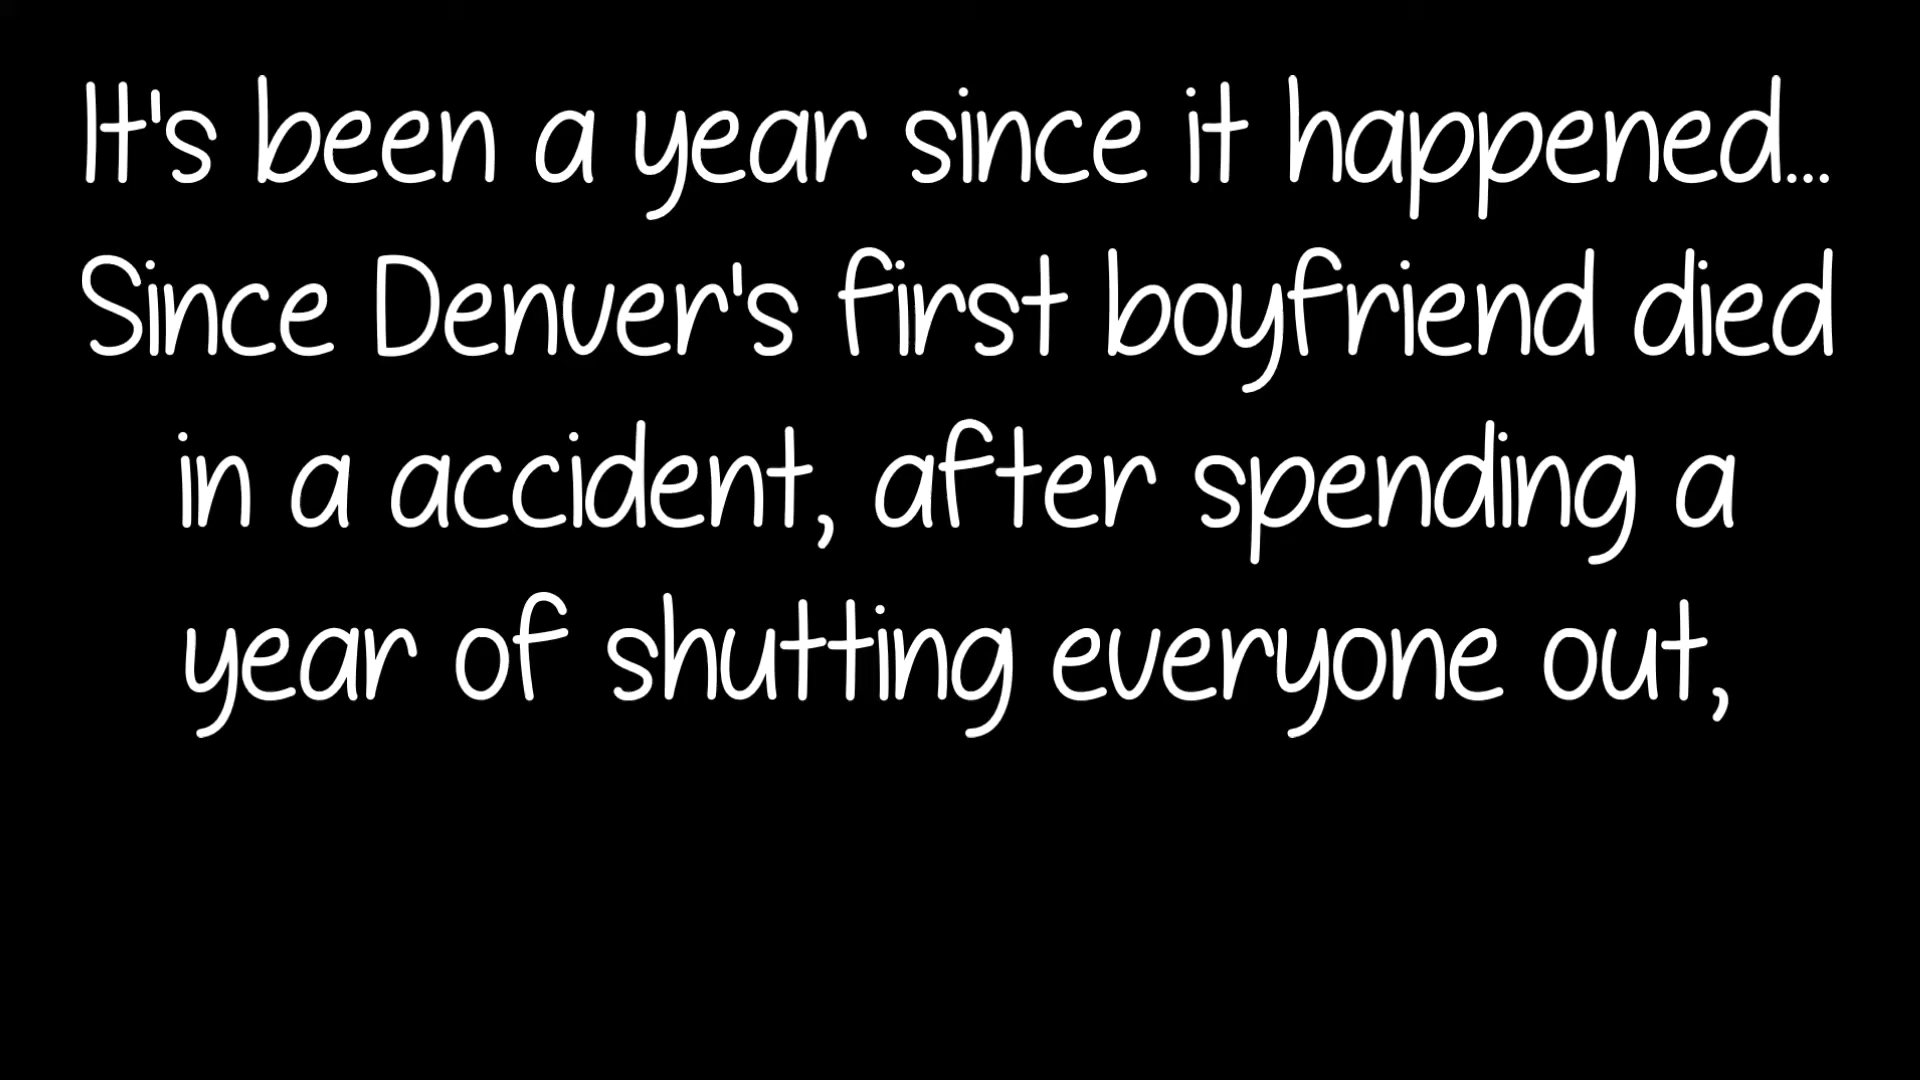 It's been a year since it happened...
Since Denver's first boyfriend died
in a accident, after spending a
year of shutting everyone out,